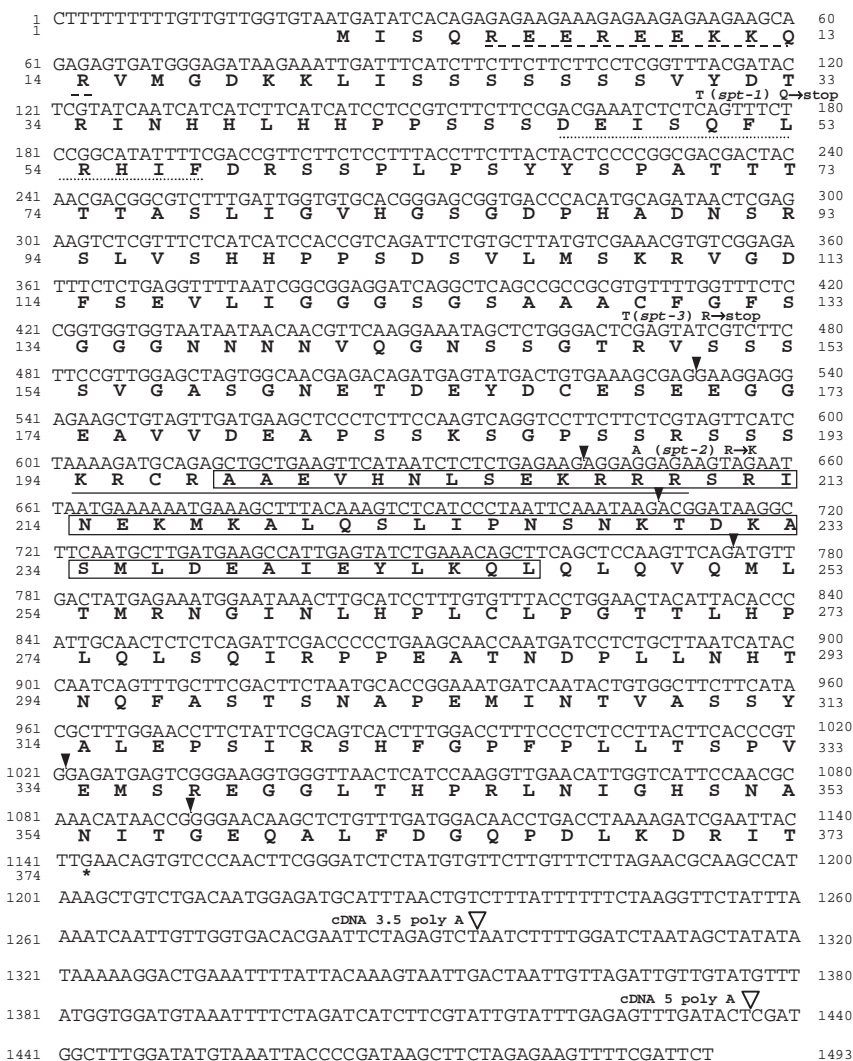 1 CTTTTTTTTTTGTTGTTGGTGTAATGATATCACAGAGAGAAGAAAGAGAAGAGAAGAAGCA 60
1 M I S Q R E E R E E K K Q 13
61 GAGAGTGATGGGAGATAAGAAATTGATTTCATCTTCTTCTTCTTCCTCGGTTTACGATAC 120
14 R V M G D K K L I S S S S S S S V Y D T 33
T (spt-1) Q→stop
121 TCGTATCAATCATCATCTTCATCATCCTCCGTCTTCTTCCGACGAAATCTCTCAGTTTCT 180
34 R I N H H L H H P P S S S D E I S Q F L 53
181 CCGGCATATTTTCGACCGTTCTTCTCCTTTACCTTCTTACTACTCCCCGGCGACGACTAC 240
54 R H I F D R S S P L P S Y Y S P A T T T 73
241 AACGACGGCGTCTTTGATTGGTGTGCACGGGAGCGGTGACCCACATGCAGATAACTCGAG 300
74 T T A S L I G V H G S G D P H A D N S R 93
301 AAGTCTCGTTTCTCATCATCCACCGTCAGATTCTGTGCTTATGTCGAAACGTGTCGGAGA 360
94 S L V S H H P P S D S V L M S K R V G D 113
361 TTTCTCTGAGGTTTTAATCGGCGGAGGATCAGGCTCAGCCGCCGCGTGTTTTGGTTTCTC 420
114 F S E V L I G G G S G S A A A C F G F S 133
T(spt-3) R→stop
421 CGGTGGTGGTAATAATAACAACGTTCAAGGAAATAGCTCTGGGACTCGAGTATCGTCTTC 480
134 G G G N N N N V Q G N S S G T R V S S S 153
481 TTCCGTTGGAGCTAGTGGCAACGAGACAGATGAGTATGACTGTGAAAGCGAGGAAGGAGG 540
154 S V G A S G N E T D E Y D C E S E E G G 173
541 AGAAGCTGTAGTTGATGAAGCTCCCTCTTCCAAGTCAGGTCCTTCTTCTCGTAGTTCATC 600
174 E A V V D E A P S S K S G P S S R S S S 193
A (spt-2) R→K
601 TAAAAGATGCAGAGCTGCTGAAGTTCATAATCTCTCTGAGAAGAGGAGGAGAAGTAGAAT 660
194 K R C R A A E V H N L S E K R R R S R I 213
661 TAATGAAAAAATGAAAGCTTTACAAAGTCTCATCCCTAATTCAAATAAGACGGATAAGGC 720
214 N E K M K A L Q S L I P N S N K T D K A 233
721 TTCAATGCTTGATGAAGCCATTGAGTATCTGAAACAGCTTCAGCTCCAAGTTCAGATGTT 780
234 S M L D E A I E Y L K Q L Q L Q V Q M L 253
781 GACTATGAGAAATGGAATAAACTTGCATCCTTTGTGTTTACCTGGAACTACATTACACCC 840
254 T M R N G I N L H P L C L P G T T L H P 273
841 ATTGCAACTCTCTCAGATTCGACCCCCTGAAGCAACCAATGATCCTCTGCTTAATCATAC 900
274 L Q L S Q I R P P E A T N D P L L N H T 293
901 CAATCAGTTTGCTTCGACTTCTAATGCACCGGAAATGATCAATACTGTGGCTTCTTCATA 960
294 N Q F A S T S N A P E M I N T V A S S Y 313
961 CGCTTTGGAACCTTCTATTCGCAGTCACTTTGGACCTTTCCCTCTCCTTACTTCACCCGT 1020
314 A L E P S I R S H F G P F P L L T S P V 333
1021 GGAGATGAGTCGGGAAGGTGGGTTAACTCATCCAAGGTTGAACATTGGTCATTCCAACGC 1080
334 E M S R E G G L T H P R L N I G H S N A 353
1081 AAACATAACCGGGGAACAAGCTCTGTTTGATGGACAACCTGACCTAAAAGATCGAATTAC 1140
354 N I T G E Q A L F D G Q P D L K D R I T 373
1141 TTGAACAGTGTCCCAACTTCGGGATCTCTATGTGTTCTTGTTTCTTAGAACGCAAGCCAT 1200
374 *
1201 AAAGCTGTCTGACAATGGAGATGCATTTAACTGTCTTTATTTTTTCTAAGGTTCTATTTA 1260
cDNA 3.5 poly A
1261 AAATCAATTGTTGGTGACACGAATTCTAGAGTCTAATCTTTTGGATCTAATAGCTATATA 1320
1321 TAAAAAGGACTGAAATTTTATTACAAAGTAATTGACTAATTGTTAGATTGTTGTATGTTT 1380
cDNA 5 poly A
1381 ATGGTGGATGTAAATTTTCTAGATCATCTTCGTATTGTATTTGAGAGTTTGATACTCGAT 1440
1441 GGCTTTGGATATGTAAATTACCCCGATAAGCTTCTAGAGAAGTTTTCGATTCT 1493